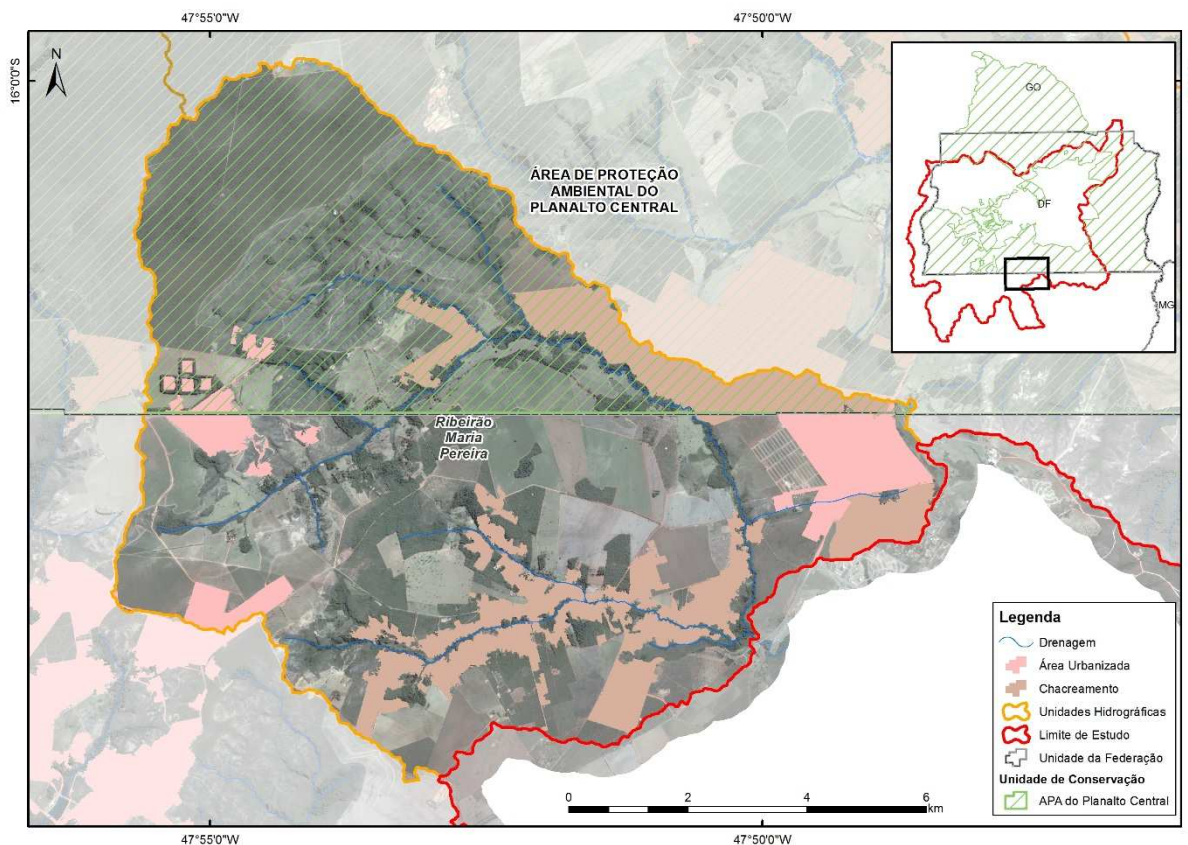 47°55'0"W
47°50'0"W
16°0'0"S
N
ÁREA DE PROTEÇÃO
AMBIENTAL DO
PLANALTO CENTRAL
Ribeirão
Maria
Pereira
GO
DF
MG
Legenda
Drenagem
Área Urbanizada
Chacreamento
Unidades Hidrográficas
Limite de Estudo
Unidade da Federação
Unidade de Conservação
APA do Planalto Central
0 2 4 6
km
47°55'0"W
47°50'0"W